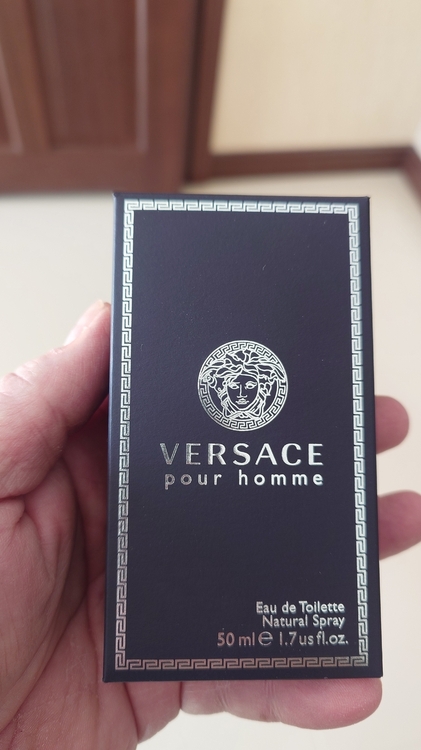 VERSACE
pour homme
Eau de Toilette
Natural Spray
50 ml ℮ 1.7 us fl.oz.